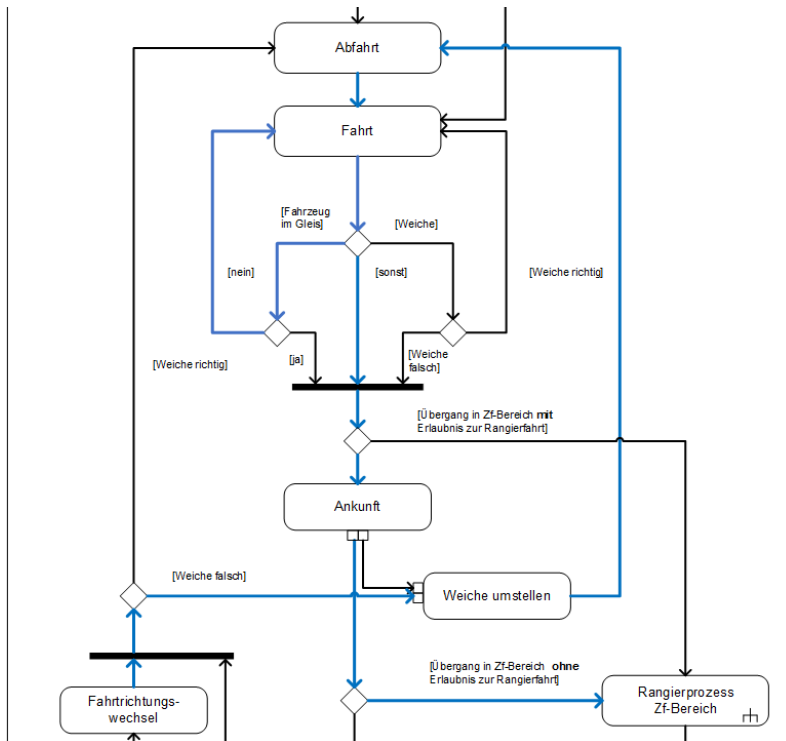 Abfahrt
Fahrt
[Fahrzeug
im Gleis]
[Weiche]
[nein]
[sonst]
[Weiche richtig]
[Weiche richtig]
[ja]
[Weiche
falsch]
[Übergang in Zf-Bereich mit
Erlaubnis zur Rangierfahrt]
Ankunft
[Weiche falsch]
Weiche umstellen
[Übergang in Zf-Bereich ohne
Erlaubnis zur Rangierfahrt]
Fahrtrichtungs-
wechsel
Rangierprozess
Zf-Bereich